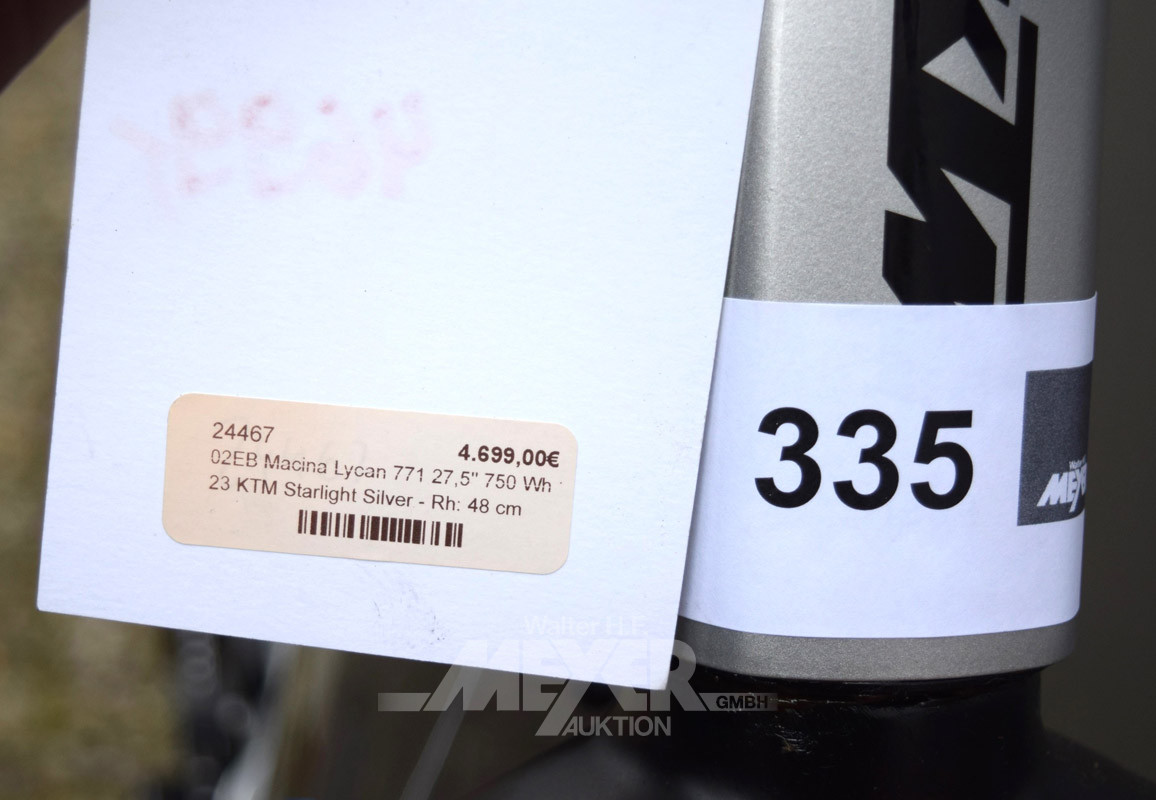 24467
4.699,00€
02EB Macina Lycan 771 27,5" 750 Wh
23 KTM Starlight Silver - Rh: 48 cm
335
MEYER
Walter H.F.
MEYER
GMBH
AUKTION